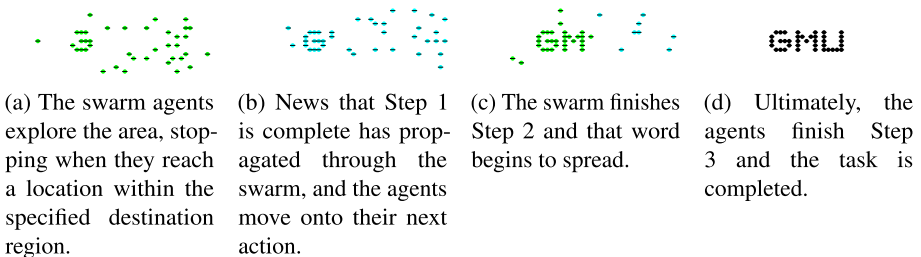 G
G
GM
GMU
(a) The swarm agents
explore the area, stop-
ping when they reach
a location within the
specified destination
region.
(b) News that Step 1
is complete has prop-
agated through the
swarm, and the agents
move onto their next
action.
(c) The swarm finishes
Step 2 and that word
begins to spread.
(d) Ultimately, the
agents finish Step
3 and the task is
completed.